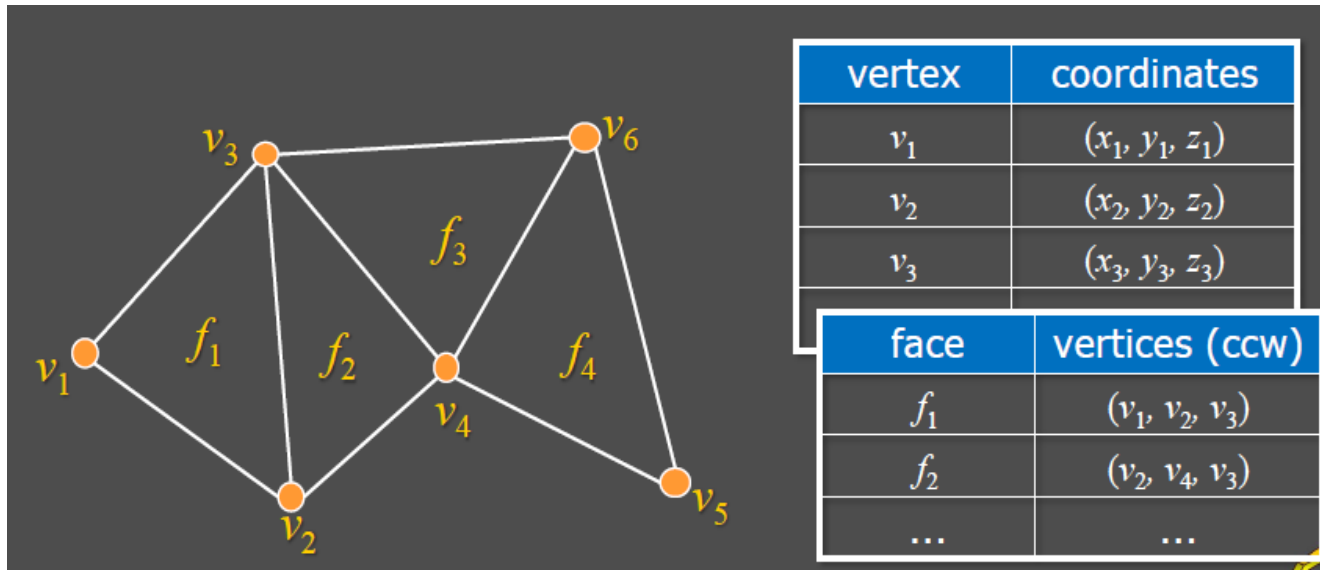 v3
v6
f3
f1
f2
f4
v1
v4
v2
v5
vertex coordinates
v1 (x1, y1, z1)
v2 (x2, y2, z2)
v3 (x3, y3, z3)
face vertices (ccw)
f1 (v1, v2, v3)
f2 (v2, v4, v3)
... ...